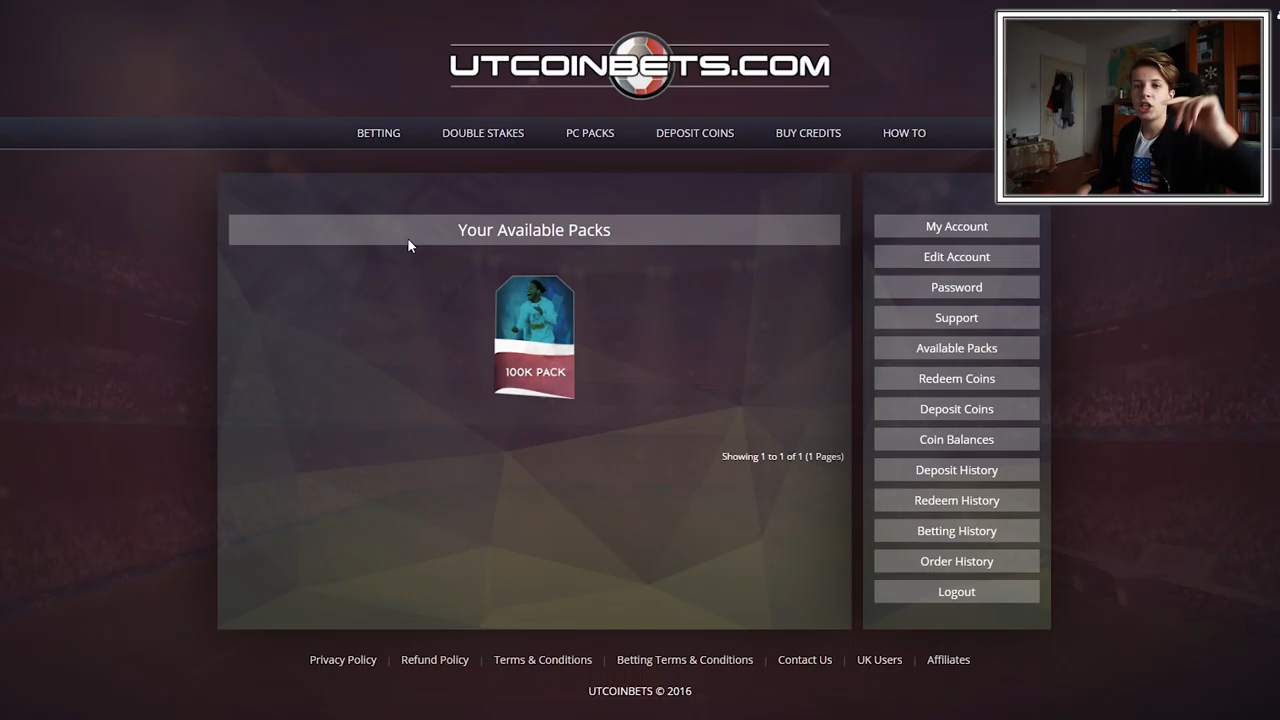 UTCOINBETS.COM
BETTING
DOUBLE STAKES
PC PACKS
DEPOSIT COINS
BUY CREDITS
HOW TO
Your Available Packs
100K PACK
Showing 1 to 1 of 1 (1 Pages)
My Account
Edit Account
Password
Support
Available Packs
Redeem Coins
Deposit Coins
Coin Balances
Deposit History
Redeem History
Betting History
Order History
Logout
Privacy Policy
Refund Policy
Terms & Conditions
Betting Terms & Conditions
Contact Us
UK Users
Affiliates
UTCOINBETS © 2016